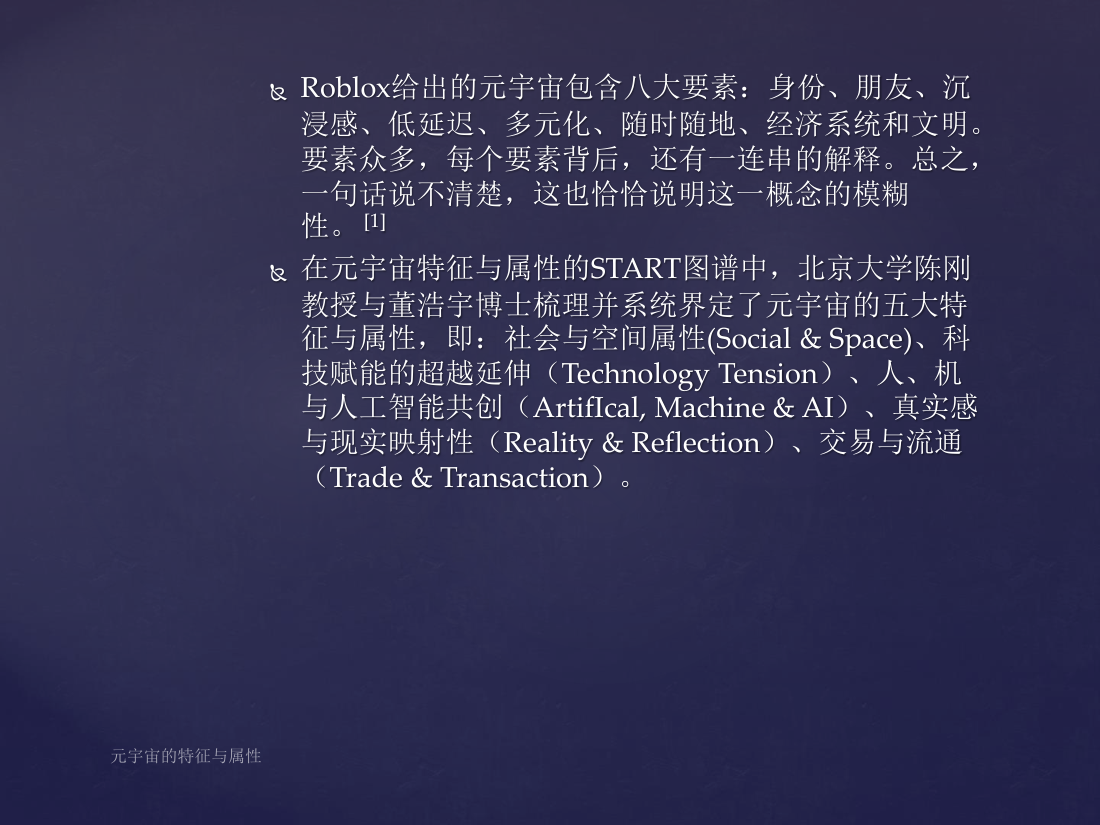 Roblox给出的元宇宙包含八大要素：身份、朋友、沉
浸感、低延迟、多元化、随时随地、经济系统和文明。
要素众多，每个要素背后，还有一连串的解释。总之，
一句话说不清楚，这也恰恰说明这一概念的模糊
性。 [1]
在元宇宙特征与属性的START图谱中，北京大学陈刚
教授与董浩宇博士梳理并系统界定了元宇宙的五大特
征与属性，即：社会与空间属性(Social & Space)、科
技赋能的超越延伸（Technology Tension）、人、机
与人工智能共创（ArtifIcal, Machine & AI）、真实感
与现实映射性（Reality & Reflection）、交易与流通
（Trade & Transaction）。
元宇宙的特征与属性